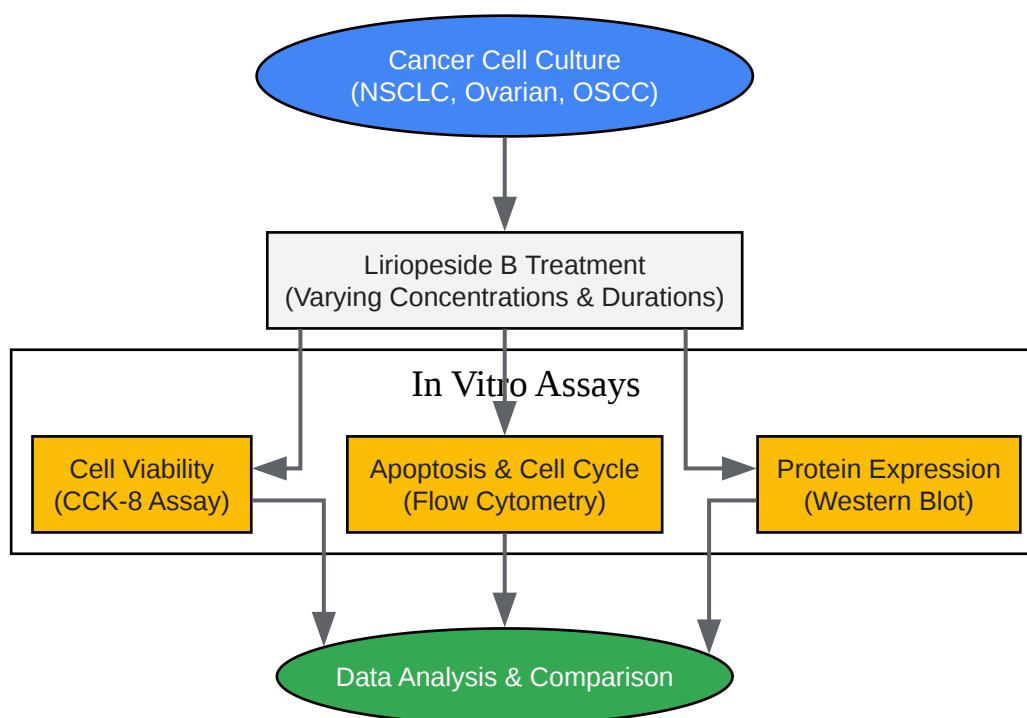 Cancer Cell Culture
(NSCLC, Ovarian, OSCC)
Liriopeside B Treatment
(Varying Concentrations & Durations)
In Vitro Assays
Cell Viability
(CCK-8 Assay)
Apoptosis & Cell Cycle
(Flow Cytometry)
Protein Expression
(Western Blot)
Data Analysis & Comparison